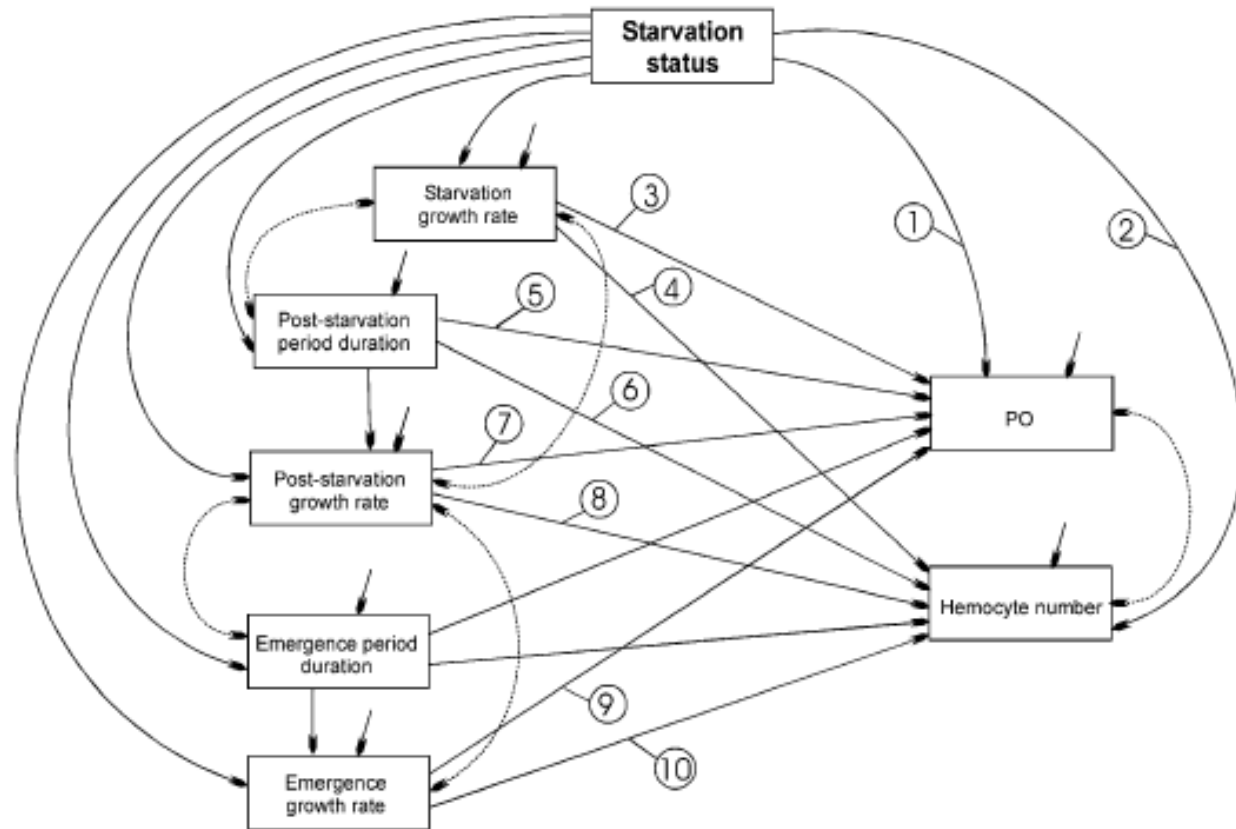 Starvation
status
Starvation
growth rate
③
①
②
④
Post-starvation
period duration
⑤
⑥
PO
Post-starvation
growth rate
⑦
⑧
Hemocyte number
Emergence period
duration
⑨
Emergence
growth rate
⑩